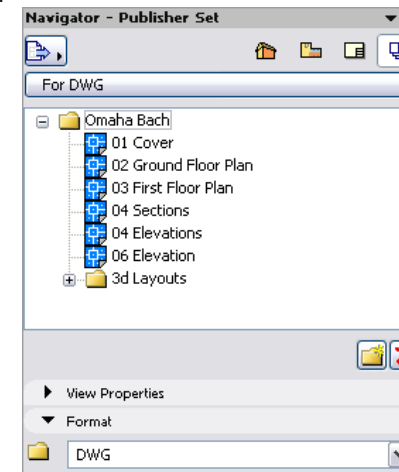 Navigator - Publisher Set
For DWG
Omaha Bach
01 Cover
02 Ground Floor Plan
03 First Floor Plan
04 Sections
04 Elevations
06 Elevation
3d Layouts
View Properties
Format
DWG